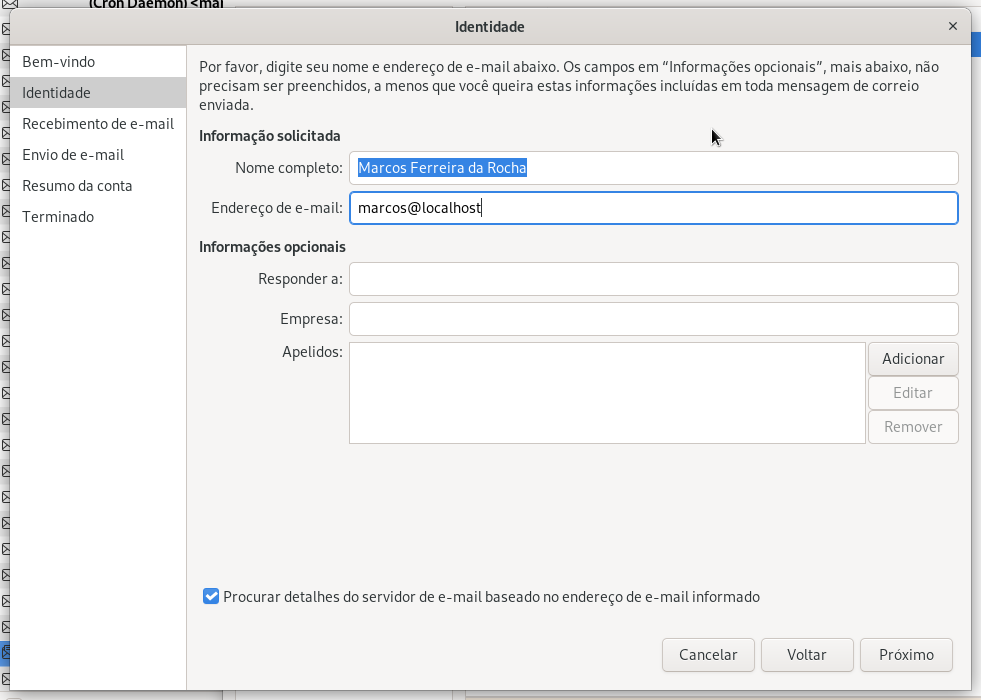 (Cron Daemon) <mai
Identidade
Bem-vindo
Identidade
Recebimento de e-mail
Envio de e-mail
Resumo da conta
Terminado
Por favor, digite seu nome e endereço de e-mail abaixo. Os campos em “Informações opcionais”, mais abaixo, não
precisam ser preenchidos, a menos que você queira estas informações incluídas em toda mensagem de correio
enviada.
Informação solicitada
Nome completo: Marcos Ferreira da Rocha
Endereço de e-mail: marcos@localhost
Informações opcionais
Responder a:
Empresa:
Apelidos:
Adicionar
Editar
Remover
Procurar detalhes do servidor de e-mail baseado no endereço de e-mail informado
Cancelar Voltar Próximo